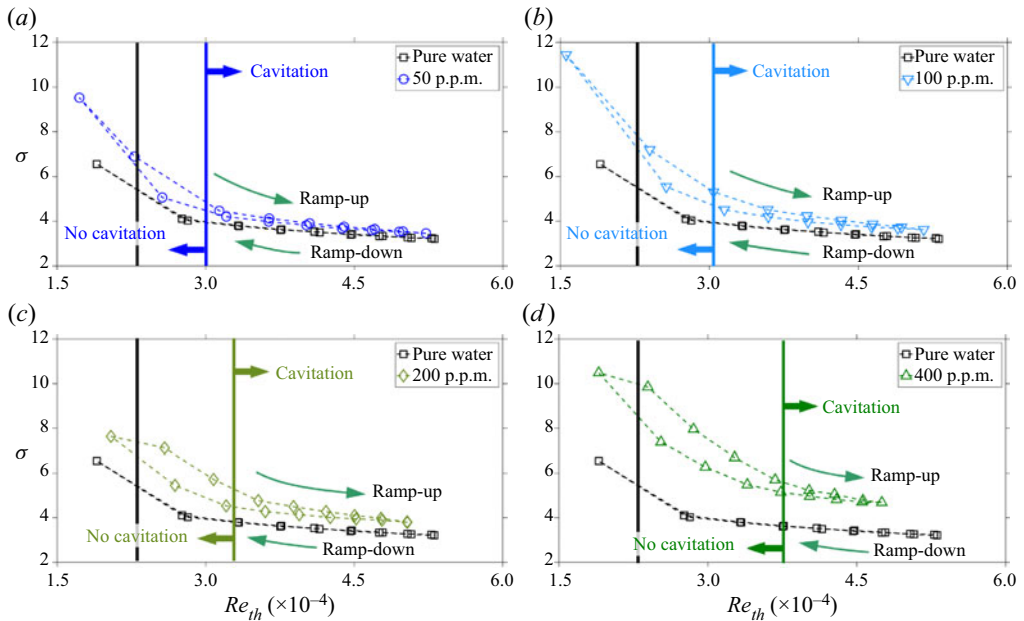 (a)
12
10
8
6
4
2
σ
Pure water
50 p.p.m.
Cavitation
Ramp-up
No cavitation
Ramp-down
1.5
3.0
4.5
6.0
(b)
12
10
8
6
4
2
Pure water
100 p.p.m.
Cavitation
Ramp-up
No cavitation
Ramp-down
1.5
3.0
4.5
6.0
(c)
12
10
8
6
4
2
σ
Pure water
200 p.p.m.
Cavitation
Ramp-up
No cavitation
Ramp-down
1.5
3.0
4.5
6.0
Re_th (×10⁻⁴)
(d)
12
10
8
6
4
2
Pure water
400 p.p.m.
Cavitation
Ramp-up
No cavitation
Ramp-down
1.5
3.0
4.5
6.0
Re_th (×10⁻⁴)